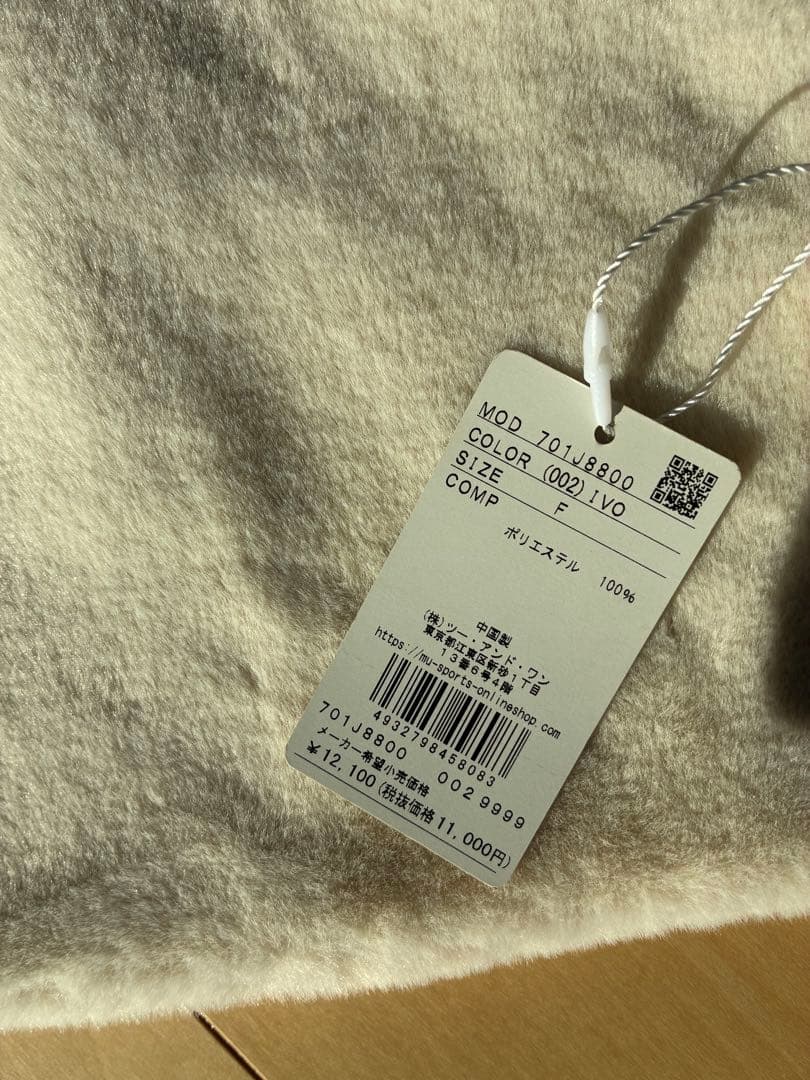 MOD 701J8800
COLOR (002) IVO
SIZE F
COMP
ポリエステル 100%
中国製
(株)ツー・アンド・ワン
東京都江東区新砂1丁目
13番6号4階
https://mu-sports-onlineshop.com
4932798458083
701J8800 002 9999
メーカー希望小売価格
¥12,100(税抜価格11,000円)